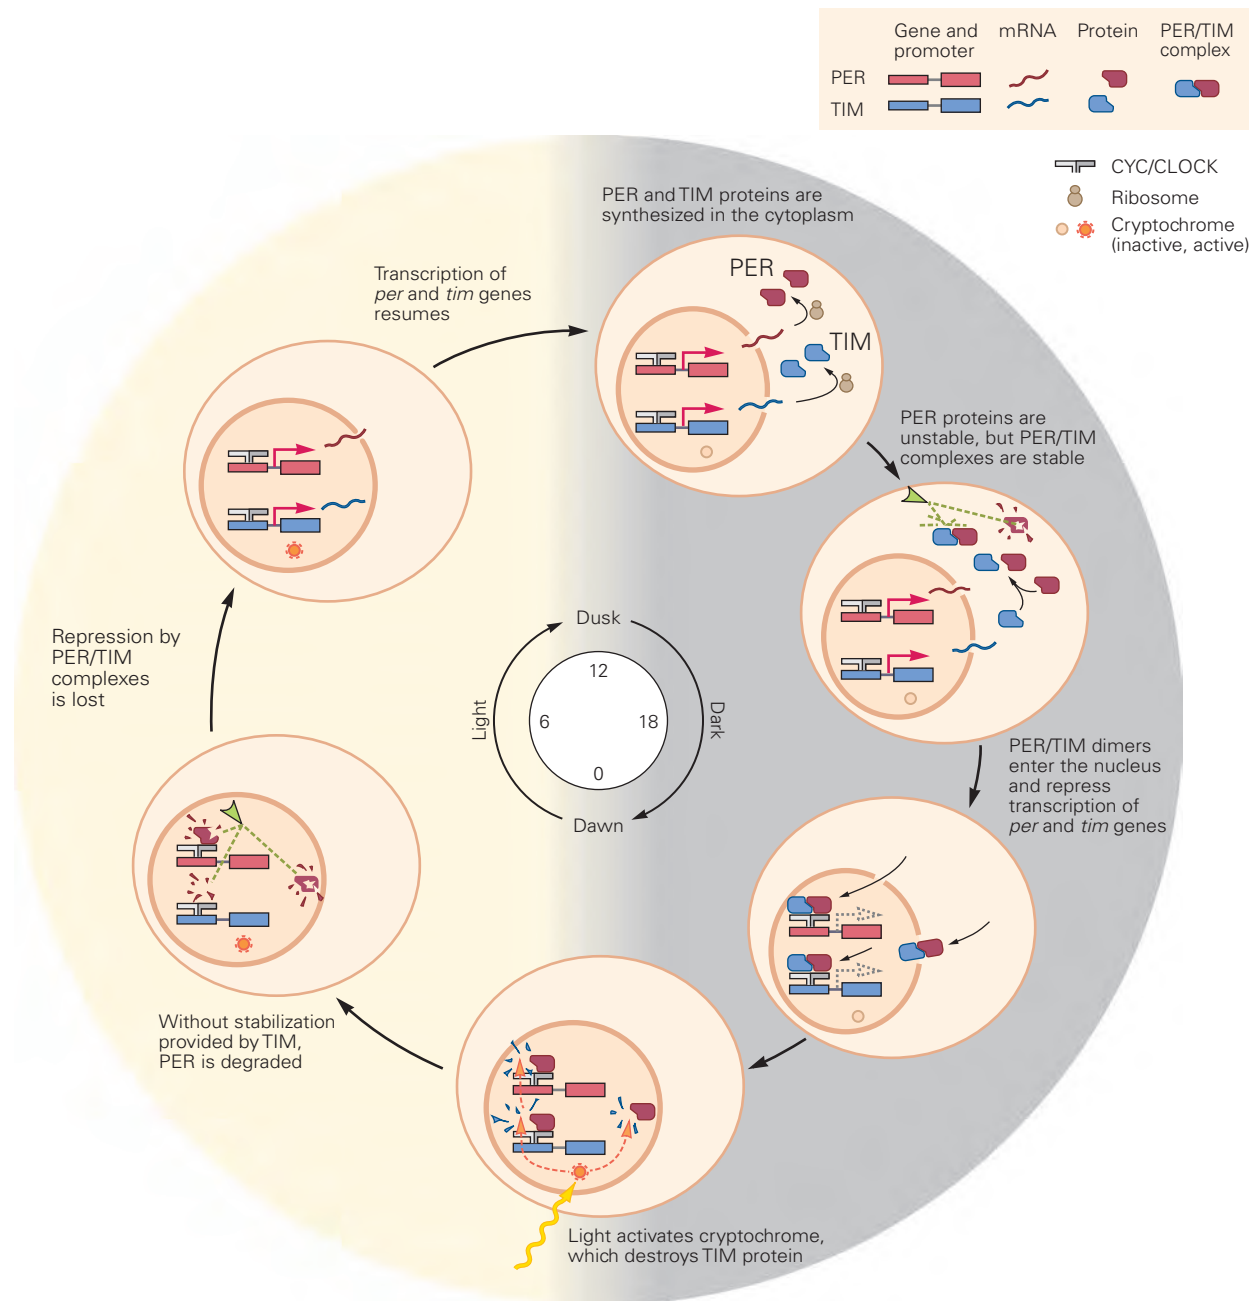 Gene and
promoter
mRNA
Protein
PER/TIM
complex
PER
TIM
CYC/CLOCK
Ribosome
Cryptochrome
(inactive, active)
PER and TIM proteins are
synthesized in the cytoplasm
PER
TIM
Transcription of
per and tim genes
resumes
PER proteins are
unstable, but PER/TIM
complexes are stable
Repression by
PER/TIM
complexes
is lost
Dusk
12
Light
6
18
Dark
0
Dawn
PER/TIM dimers
enter the nucleus
and repress
transcription of
per and tim genes
Without stabilization
provided by TIM,
PER is degraded
Light activates cryptochrome,
which destroys TIM protein